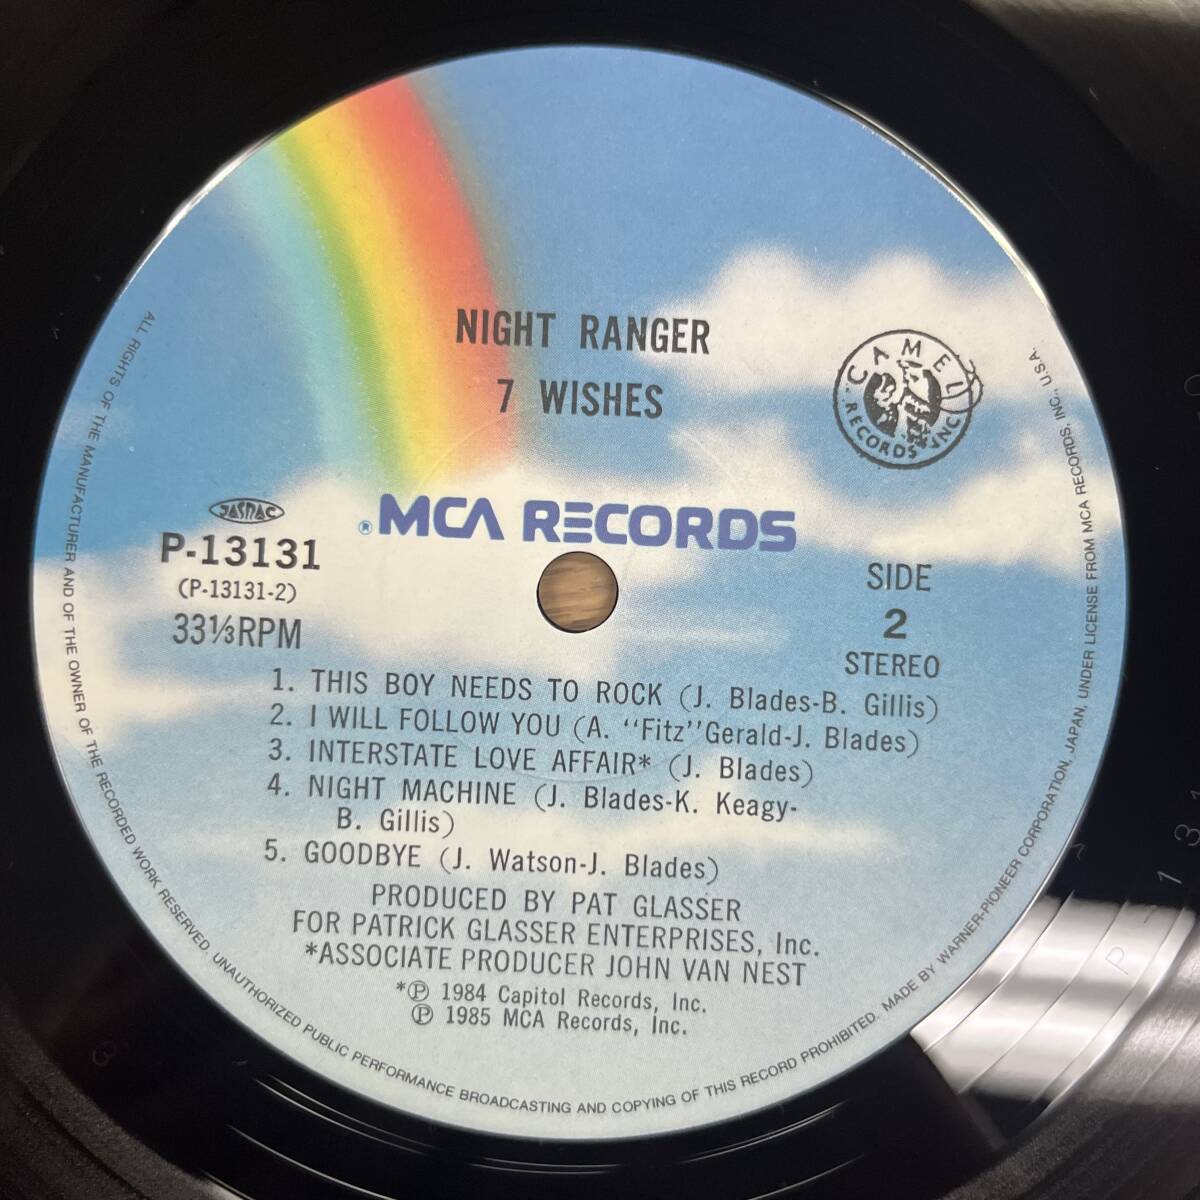 NIGHT RANGER
7 WISHES
CAMEL RECORDS INC.
® MCA RECORDS
JASRAC
P-13131
(P-13131-2)
33⅓RPM
SIDE
2
STEREO
1. THIS BOY NEEDS TO ROCK (J. Blades-B. Gillis)
2. I WILL FOLLOW YOU (A. "Fitz"Gerald-J. Blades)
3. INTERSTATE LOVE AFFAIR* (J. Blades)
4. NIGHT MACHINE (J. Blades-K. Keagy-
B. Gillis)
5. GOODBYE (J. Watson-J. Blades)
PRODUCED BY PAT GLASSER
FOR PATRICK GLASSER ENTERPRISES, Inc.
*ASSOCIATE PRODUCER JOHN VAN NEST
*℗ 1984 Capitol Records, Inc.
℗ 1985 MCA Records, Inc.
ALL RIGHTS OF THE MANUFACTURER AND OF THE OWNER OF THE RECORDED WORK RESERVED. UNAUTHORIZED PUBLIC PERFORMANCE BROADCASTING AND COPYING OF THIS RECORD PROHIBITED. MADE BY WARNER-PIONEER CORPORATION, JAPAN, UNDER LICENSE FROM MCA RECORDS, INC., U.S.A.